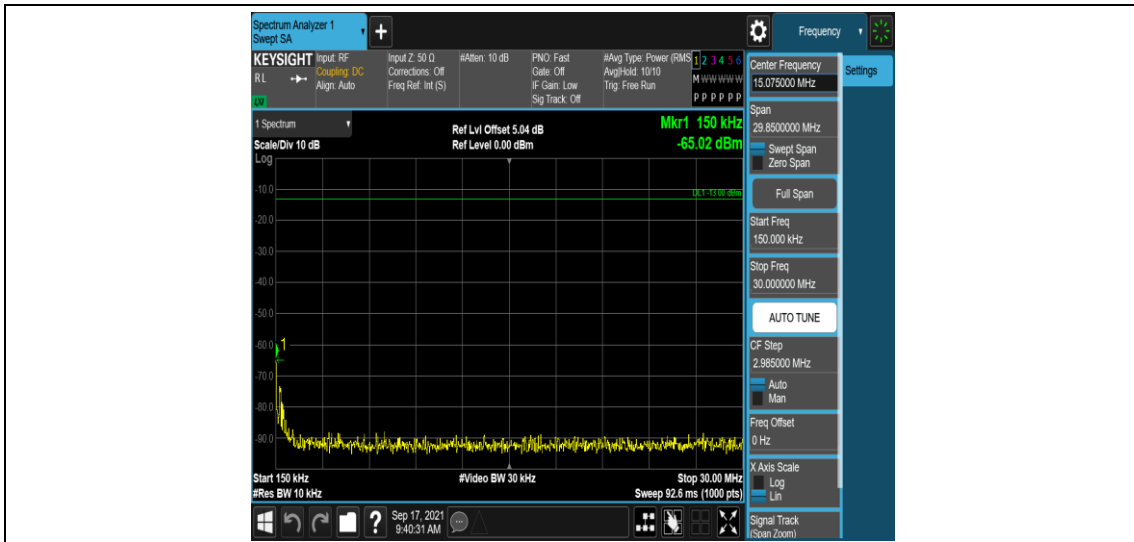 Spectrum Analyzer 1
Swept SA
Frequency
KEYSIGHT
R L
Input: RF
Coupling: DC
Align: Auto
Input Z: 50 Ω
Corrections: Off
Freq Ref: Int (S)
#Atten: 10 dB
PNO: Fast
Gate: Off
IF Gain: Low
Sig Track: Off
#Avg Type: Power (RMS
Avg|Hold: 10/10
Trig: Free Run
1 2 3 4 5 6
M W W W W W
P P P P P P
LXI
Center Frequency
15.075000 MHz
Settings
1 Spectrum
Scale/Div 10 dB
Ref Lvl Offset 5.04 dB
Ref Level 0.00 dBm
Mkr1 150 kHz
-65.02 dBm
Log
-10.0
-20.0
-30.0
-40.0
-50.0
-60.0
-70.0
-80.0
-90.0
DL1 -13.00 dBm
1
Start 150 kHz
#Res BW 10 kHz
#Video BW 30 kHz
Stop 30.00 MHz
Sweep 92.6 ms (1000 pts)
Span
29.8500000 MHz
Swept Span
Zero Span
Full Span
Start Freq
150.000 kHz
Stop Freq
30.000000 MHz
AUTO TUNE
CF Step
2.985000 MHz
Auto
Man
Freq Offset
0 Hz
X Axis Scale
Log
Lin
Signal Track
(Span Zoom)
?
Sep 17, 2021
9:40:31 AM